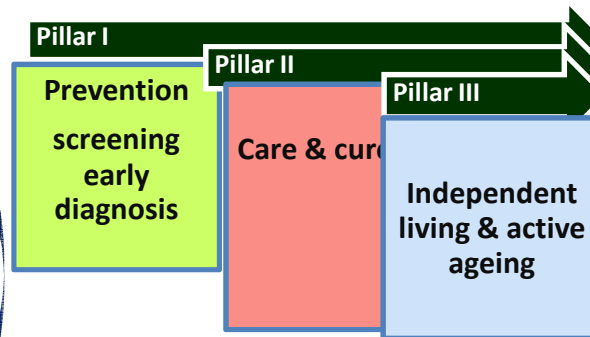 Pillar I
Prevention
screening
early
diagnosis
Pillar II
Care & cure
Pillar III
Independent
living & active
ageing